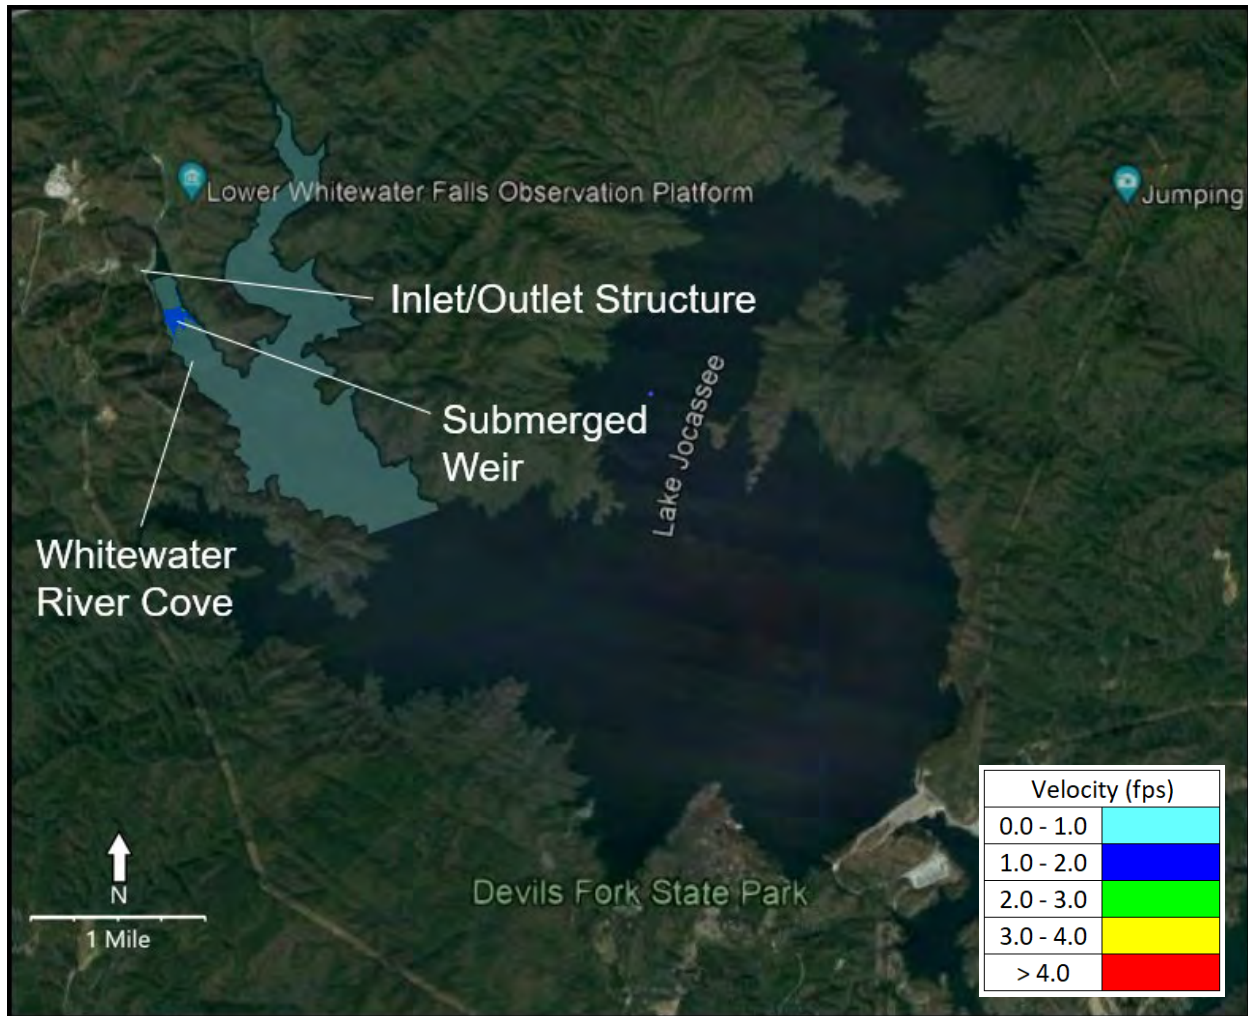 Lower Whitewater Falls Observation Platform
Jumping
Inlet/Outlet Structure
Lake Jocassee
Submerged
Weir
Whitewater
River Cove
Velocity (fps)
0.0 - 1.0
1.0 - 2.0
2.0 - 3.0
3.0 - 4.0
> 4.0
Devils Fork State Park
N
1 Mile